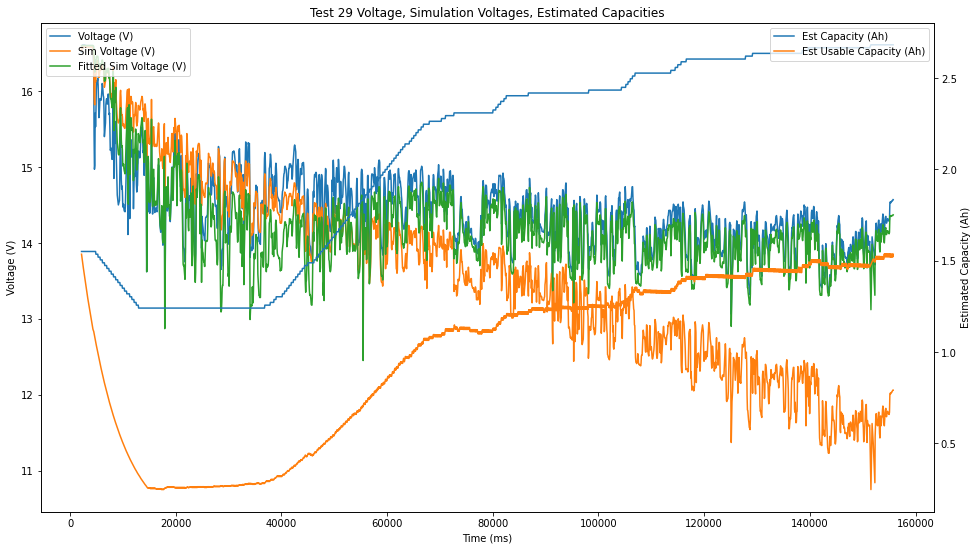 Test 29 Voltage, Simulation Voltages, Estimated Capacities
Voltage (V)
Sim Voltage (V)
Fitted Sim Voltage (V)
Est Capacity (Ah)
Est Usable Capacity (Ah)
16
15
14
13
12
11
Voltage (V)
2.5
2.0
1.5
1.0
0.5
Estimated Capacity (Ah)
0
20000
40000
60000
80000
100000
120000
140000
160000
Time (ms)